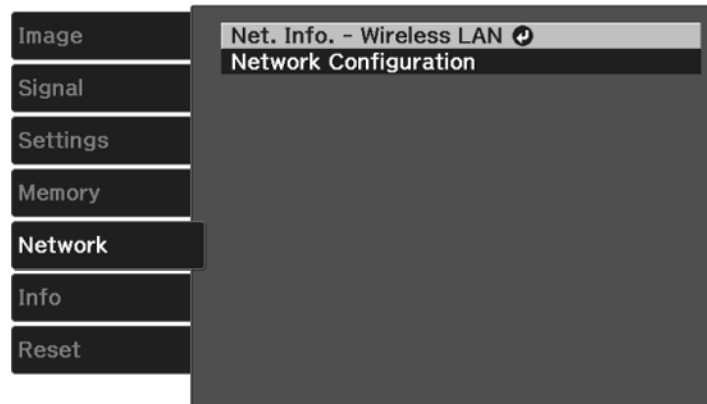 Image
Signal
Settings
Memory
Network
Info
Reset
Net. Info. - Wireless LAN
Network Configuration